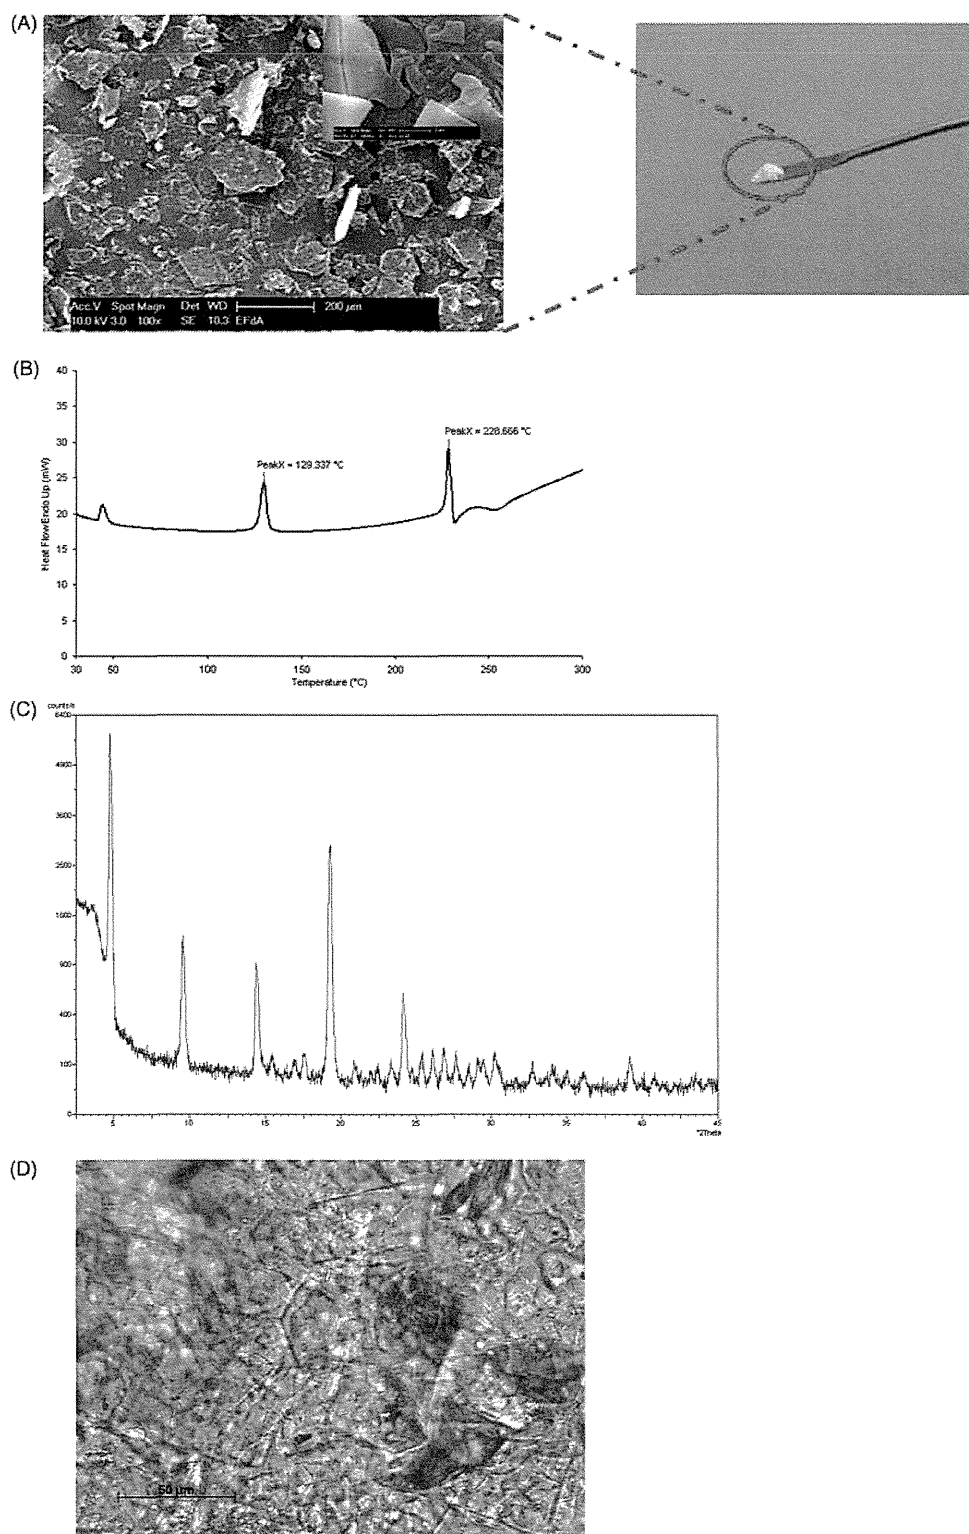 (A)
Acc.V Spot Magn Det WD 200 µm
10.0 kV 3.0 100x SE 10.3 EFdA
(B)
40
35
PeakX = 228.666 °C
30
PeakX = 129.337 °C
25
20
15
10
5
0
Heat Flow Endo Up (mW)
30 50 100 150 200 250 300
Temperature (°C)
(C)
counts/s
6400
4900
3600
2500
1600
900
400
100
0
5 10 15 20 25 30 35 40 45
°2Theta
(D)
50 µm